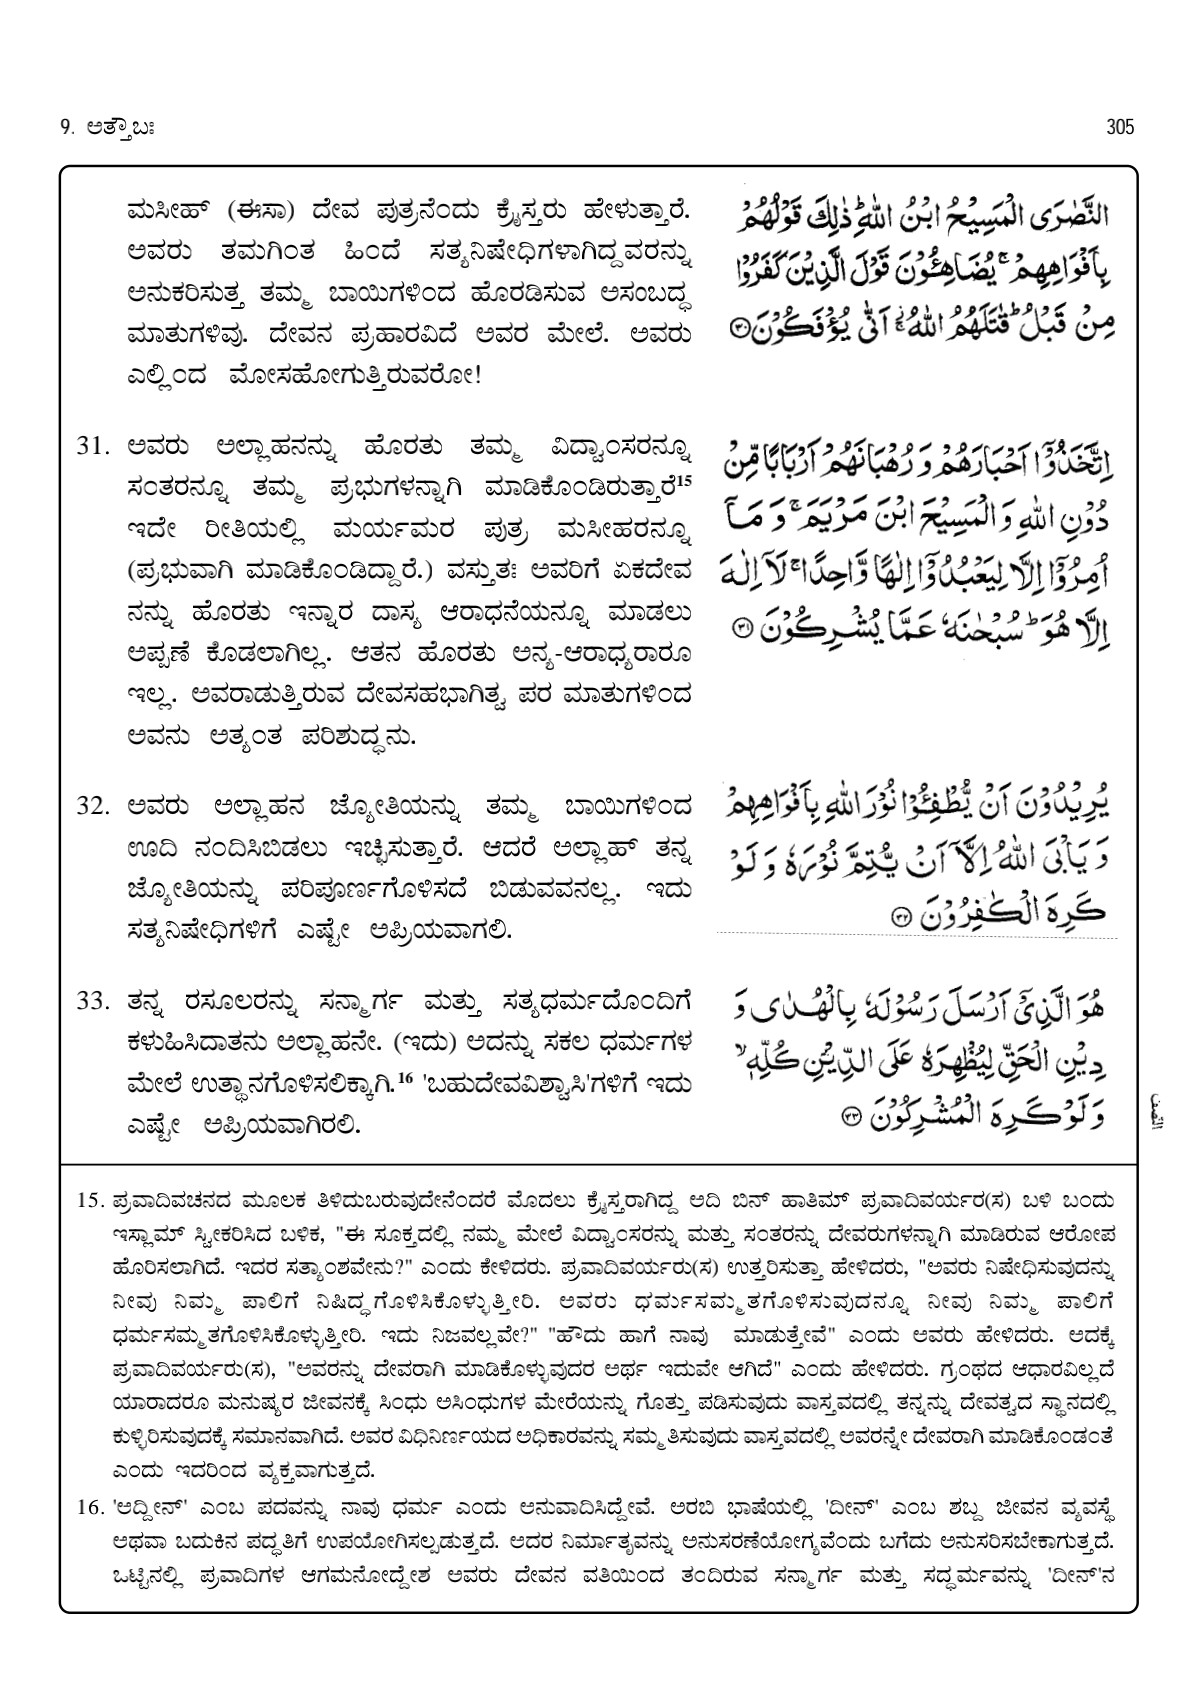 9. ಅತ್ತೌಬಃ
305
ಮಸೀಹ್ (ಈಸಾ) ದೇವ ಪುತ್ರನೆಂದು ಕ್ರೈಸ್ತರು ಹೇಳುತ್ತಾರೆ.
ಅವರು ತಮಗಿಂತ ಹಿಂದೆ ಸತ್ಯನಿಷೇಧಿಗಳಾಗಿದ್ದವರನ್ನು
ಅನುಕರಿಸುತ್ತ ತಮ್ಮ ಬಾಯಿಗಳಿಂದ ಹೊರಡಿಸುವ ಅಸಂಬದ್ಧ
ಮಾತುಗಳಿವು. ದೇವನ ಪ್ರಹಾರವಿದೆ ಅವರ ಮೇಲೆ. ಅವರು
ಎಲ್ಲಿಂದ ಮೋಸಹೋಗುತ್ತಿರುವರೋ!
النَّصٰرَى الْمَسِيْحُ ابْنُ اللهِ ؕ ذٰلِكَ قَوْلُهُمْ
بِاَفْوَاهِهِمْ ۚ يُضَاهِـُٔوْنَ قَوْلَ الَّذِيْنَ كَفَرُوْا
مِنْ قَبْلُ ؕ قٰتَلَهُمُ اللهُ ۚ اَنّٰى يُؤْفَكُوْنَ ۝۳۰
31. ಅವರು ಅಲ್ಲಾಹನನ್ನು ಹೊರತು ತಮ್ಮ ವಿದ್ವಾಂಸರನ್ನೂ
ಸಂತರನ್ನೂ ತಮ್ಮ ಪ್ರಭುಗಳನ್ನಾಗಿ ಮಾಡಿಕೊಂಡಿರುತ್ತಾರೆ¹⁵
ಇದೇ ರೀತಿಯಲ್ಲಿ ಮರ್ಯಮರ ಪುತ್ರ ಮಸೀಹರನ್ನೂ
(ಪ್ರಭುವಾಗಿ ಮಾಡಿಕೊಂಡಿದ್ದಾರೆ.) ವಸ್ತುತಃ ಅವರಿಗೆ ಏಕದೇವ
ನನ್ನು ಹೊರತು ಇನ್ನಾರ ದಾಸ್ಯ ಆರಾಧನೆಯನ್ನೂ ಮಾಡಲು
ಅಪ್ಪಣೆ ಕೊಡಲಾಗಿಲ್ಲ. ಆತನ ಹೊರತು ಅನ್ಯ-ಆರಾಧ್ಯರಾರೂ
ಇಲ್ಲ. ಅವರಾಡುತ್ತಿರುವ ದೇವಸಹಭಾಗಿತ್ವ ಪರ ಮಾತುಗಳಿಂದ
ಅವನು ಅತ್ಯಂತ ಪರಿಶುದ್ಧನು.
اِتَّخَذُوْۤا اَحْبَارَهُمْ وَرُهْبَانَهُمْ اَرْبَابًا مِّنْ
دُوْنِ اللهِ وَالْمَسِيْحَ ابْنَ مَرْيَمَ ۚ وَمَاۤ
اُمِرُوْۤا اِلَّا لِيَعْبُدُوْۤا اِلٰهًا وَّاحِدًا ۚ لَاۤ اِلٰهَ
اِلَّا هُوَ ؕ سُبْحٰنَهٗ عَمَّا يُشْرِكُوْنَ ۝۳۱
32. ಅವರು ಅಲ್ಲಾಹನ ಜ್ಯೋತಿಯನ್ನು ತಮ್ಮ ಬಾಯಿಗಳಿಂದ
ಊದಿ ನಂದಿಸಿಬಿಡಲು ಇಚ್ಛಿಸುತ್ತಾರೆ. ಆದರೆ ಅಲ್ಲಾಹ್ ತನ್ನ
ಜ್ಯೋತಿಯನ್ನು ಪರಿಪೂರ್ಣಗೊಳಿಸದೆ ಬಿಡುವವನಲ್ಲ. ಇದು
ಸತ್ಯನಿಷೇಧಿಗಳಿಗೆ ಎಷ್ಟೇ ಅಪ್ರಿಯವಾಗಲಿ.
يُرِيْدُوْنَ اَنْ يُّطْفِـُٔوْا نُوْرَ اللهِ بِاَفْوَاهِهِمْ
وَيَاْبَى اللهُ اِلَّاۤ اَنْ يُّتِمَّ نُوْرَهٗ وَلَوْ
كَرِهَ الْكٰفِرُوْنَ ۝۳۲
33. ತನ್ನ ರಸೂಲರನ್ನು ಸನ್ಮಾರ್ಗ ಮತ್ತು ಸತ್ಯಧರ್ಮದೊಂದಿಗೆ
ಕಳುಹಿಸಿದಾತನು ಅಲ್ಲಾಹನೇ. (ಇದು) ಅದನ್ನು ಸಕಲ ಧರ್ಮಗಳ
ಮೇಲೆ ಉತ್ಥಾನಗೊಳಿಸಲಿಕ್ಕಾಗಿ.¹⁶ 'ಬಹುದೇವವಿಶ್ವಾಸಿ'ಗಳಿಗೆ ಇದು
ಎಷ್ಟೇ ಅಪ್ರಿಯವಾಗಿರಲಿ.
هُوَ الَّذِيْۤ اَرْسَلَ رَسُوْلَهٗ بِالْهُدٰى وَ
دِيْنِ الْحَقِّ لِيُظْهِرَهٗ عَلَى الدِّيْنِ كُلِّهٖ ۙ
وَلَوْ كَرِهَ الْمُشْرِكُوْنَ ۝۳۳
15. ಪ್ರವಾದಿವಚನದ ಮೂಲಕ ತಿಳಿದುಬರುವುದೇನೆಂದರೆ ಮೊದಲು ಕ್ರೈಸ್ತರಾಗಿದ್ದ ಅದಿ ಬಿನ್ ಹಾತಿಮ್ ಪ್ರವಾದಿವರ್ಯರ(ಸ) ಬಳಿ ಬಂದು
ಇಸ್ಲಾಮ್ ಸ್ವೀಕರಿಸಿದ ಬಳಿಕ, "ಈ ಸೂಕ್ತದಲ್ಲಿ ನಮ್ಮ ಮೇಲೆ ವಿದ್ವಾಂಸರನ್ನು ಮತ್ತು ಸಂತರನ್ನು ದೇವರುಗಳನ್ನಾಗಿ ಮಾಡಿರುವ ಆರೋಪ
ಹೊರಿಸಲಾಗಿದೆ. ಇದರ ಸತ್ಯಾಂಶವೇನು?" ಎಂದು ಕೇಳಿದರು. ಪ್ರವಾದಿವರ್ಯರು(ಸ) ಉತ್ತರಿಸುತ್ತಾ ಹೇಳಿದರು, "ಅವರು ನಿಷೇಧಿಸುವುದನ್ನು
ನೀವು ನಿಮ್ಮ ಪಾಲಿಗೆ ನಿಷಿದ್ಧಗೊಳಿಸಿಕೊಳ್ಳುತ್ತೀರಿ. ಅವರು ಧರ್ಮಸಮ್ಮತಗೊಳಿಸುವುದನ್ನೂ ನೀವು ನಿಮ್ಮ ಪಾಲಿಗೆ
ಧರ್ಮಸಮ್ಮತಗೊಳಿಸಿಕೊಳ್ಳುತ್ತೀರಿ. ಇದು ನಿಜವಲ್ಲವೇ?" "ಹೌದು ಹಾಗೆ ನಾವು ಮಾಡುತ್ತೇವೆ" ಎಂದು ಅವರು ಹೇಳಿದರು. ಅದಕ್ಕೆ
ಪ್ರವಾದಿವರ್ಯರು(ಸ), "ಅವರನ್ನು ದೇವರಾಗಿ ಮಾಡಿಕೊಳ್ಳುವುದರ ಅರ್ಥ ಇದುವೇ ಆಗಿದೆ" ಎಂದು ಹೇಳಿದರು. ಗ್ರಂಥದ ಆಧಾರವಿಲ್ಲದೆ
ಯಾರಾದರೂ ಮನುಷ್ಯರ ಜೀವನಕ್ಕೆ ಸಿಂಧು ಅಸಿಂಧುಗಳ ಮೇರೆಯನ್ನು ಗೊತ್ತು ಪಡಿಸುವುದು ವಾಸ್ತವದಲ್ಲಿ ತನ್ನನ್ನು ದೇವತ್ವದ ಸ್ಥಾನದಲ್ಲಿ
ಕುಳ್ಳಿರಿಸುವುದಕ್ಕೆ ಸಮಾನವಾಗಿದೆ. ಅವರ ವಿಧಿನಿರ್ಣಯದ ಅಧಿಕಾರವನ್ನು ಸಮ್ಮತಿಸುವುದು ವಾಸ್ತವದಲ್ಲಿ ಅವರನ್ನೇ ದೇವರಾಗಿ ಮಾಡಿಕೊಂಡಂತೆ
ಎಂದು ಇದರಿಂದ ವ್ಯಕ್ತವಾಗುತ್ತದೆ.
16. 'ಅದ್ದೀನ್' ಎಂಬ ಪದವನ್ನು ನಾವು ಧರ್ಮ ಎಂದು ಅನುವಾದಿಸಿದ್ದೇವೆ. ಅರಬಿ ಭಾಷೆಯಲ್ಲಿ 'ದೀನ್' ಎಂಬ ಶಬ್ದ ಜೀವನ ವ್ಯವಸ್ಥೆ
ಅಥವಾ ಬದುಕಿನ ಪದ್ಧತಿಗೆ ಉಪಯೋಗಿಸಲ್ಪಡುತ್ತದೆ. ಅದರ ನಿರ್ಮಾತೃವನ್ನು ಅನುಸರಣೆಯೋಗ್ಯವೆಂದು ಬಗೆದು ಅನುಸರಿಸಬೇಕಾಗುತ್ತದೆ.
ಒಟ್ಟಿನಲ್ಲಿ ಪ್ರವಾದಿಗಳ ಆಗಮನೋದ್ದೇಶ ಅವರು ದೇವನ ವತಿಯಿಂದ ತಂದಿರುವ ಸನ್ಮಾರ್ಗ ಮತ್ತು ಸದ್ಧರ್ಮವನ್ನು 'ದೀನ್'ನ